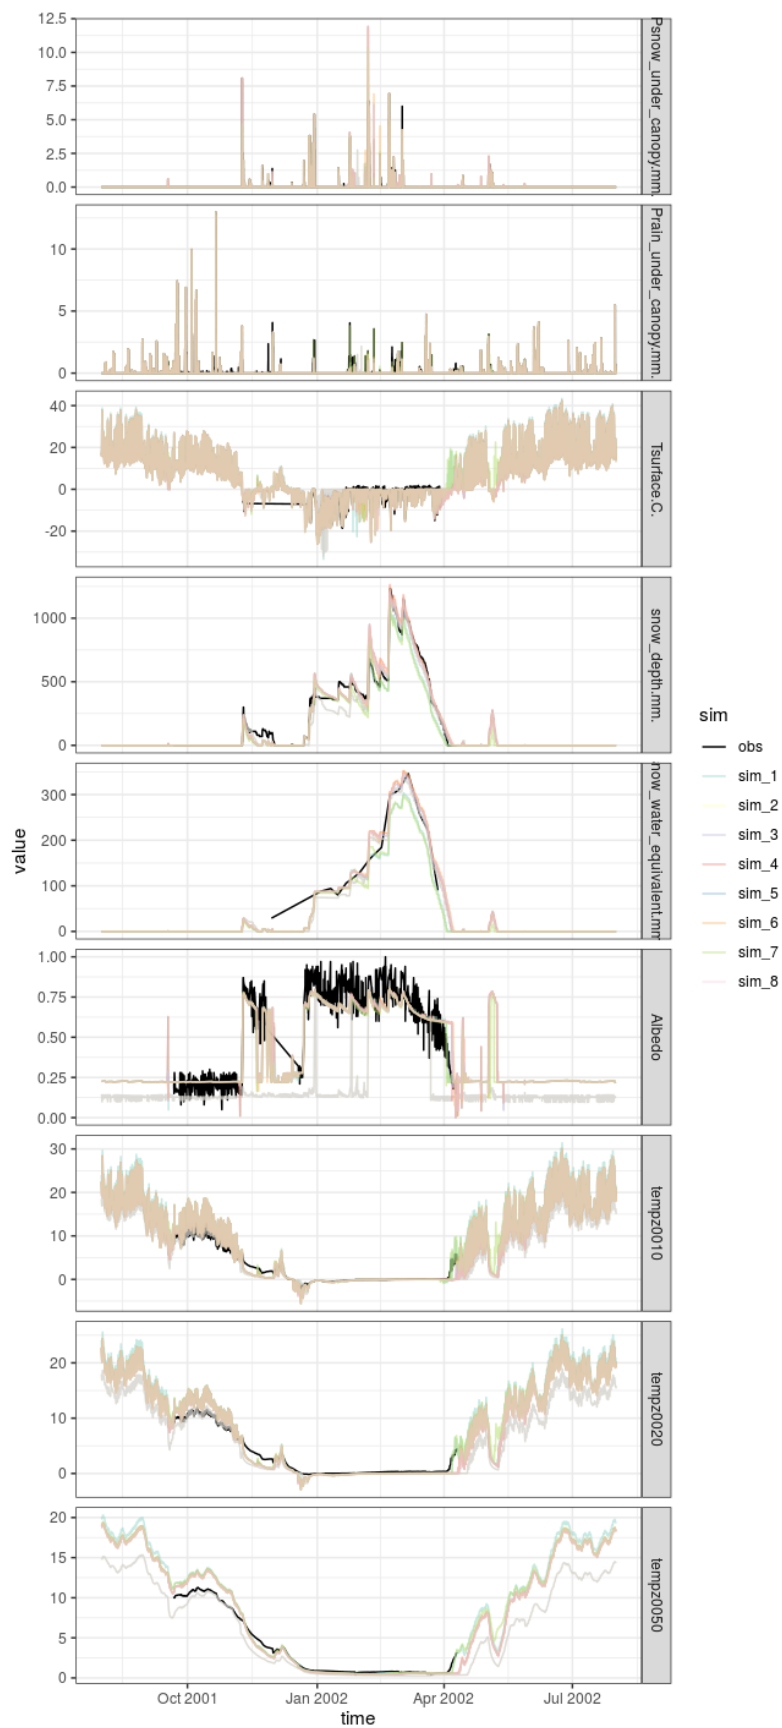 12.5
10.0
7.5
5.0
2.5
0.0
Psnow_under_canopy.mm.
10
5
0
Prain_under_canopy.mm.
40
20
0
-20
Tsurface.C.
1000
500
0
snow_depth.mm.
300
200
100
0
now_water_equivalent.mm
1.00
0.75
0.50
0.25
0.00
Albedo
30
20
10
0
tempz0010
20
10
0
tempz0020
20
15
10
5
0
tempz0050
Oct 2001
Jan 2002
Apr 2002
Jul 2002
time
value
sim
obs
sim_1
sim_2
sim_3
sim_4
sim_5
sim_6
sim_7
sim_8